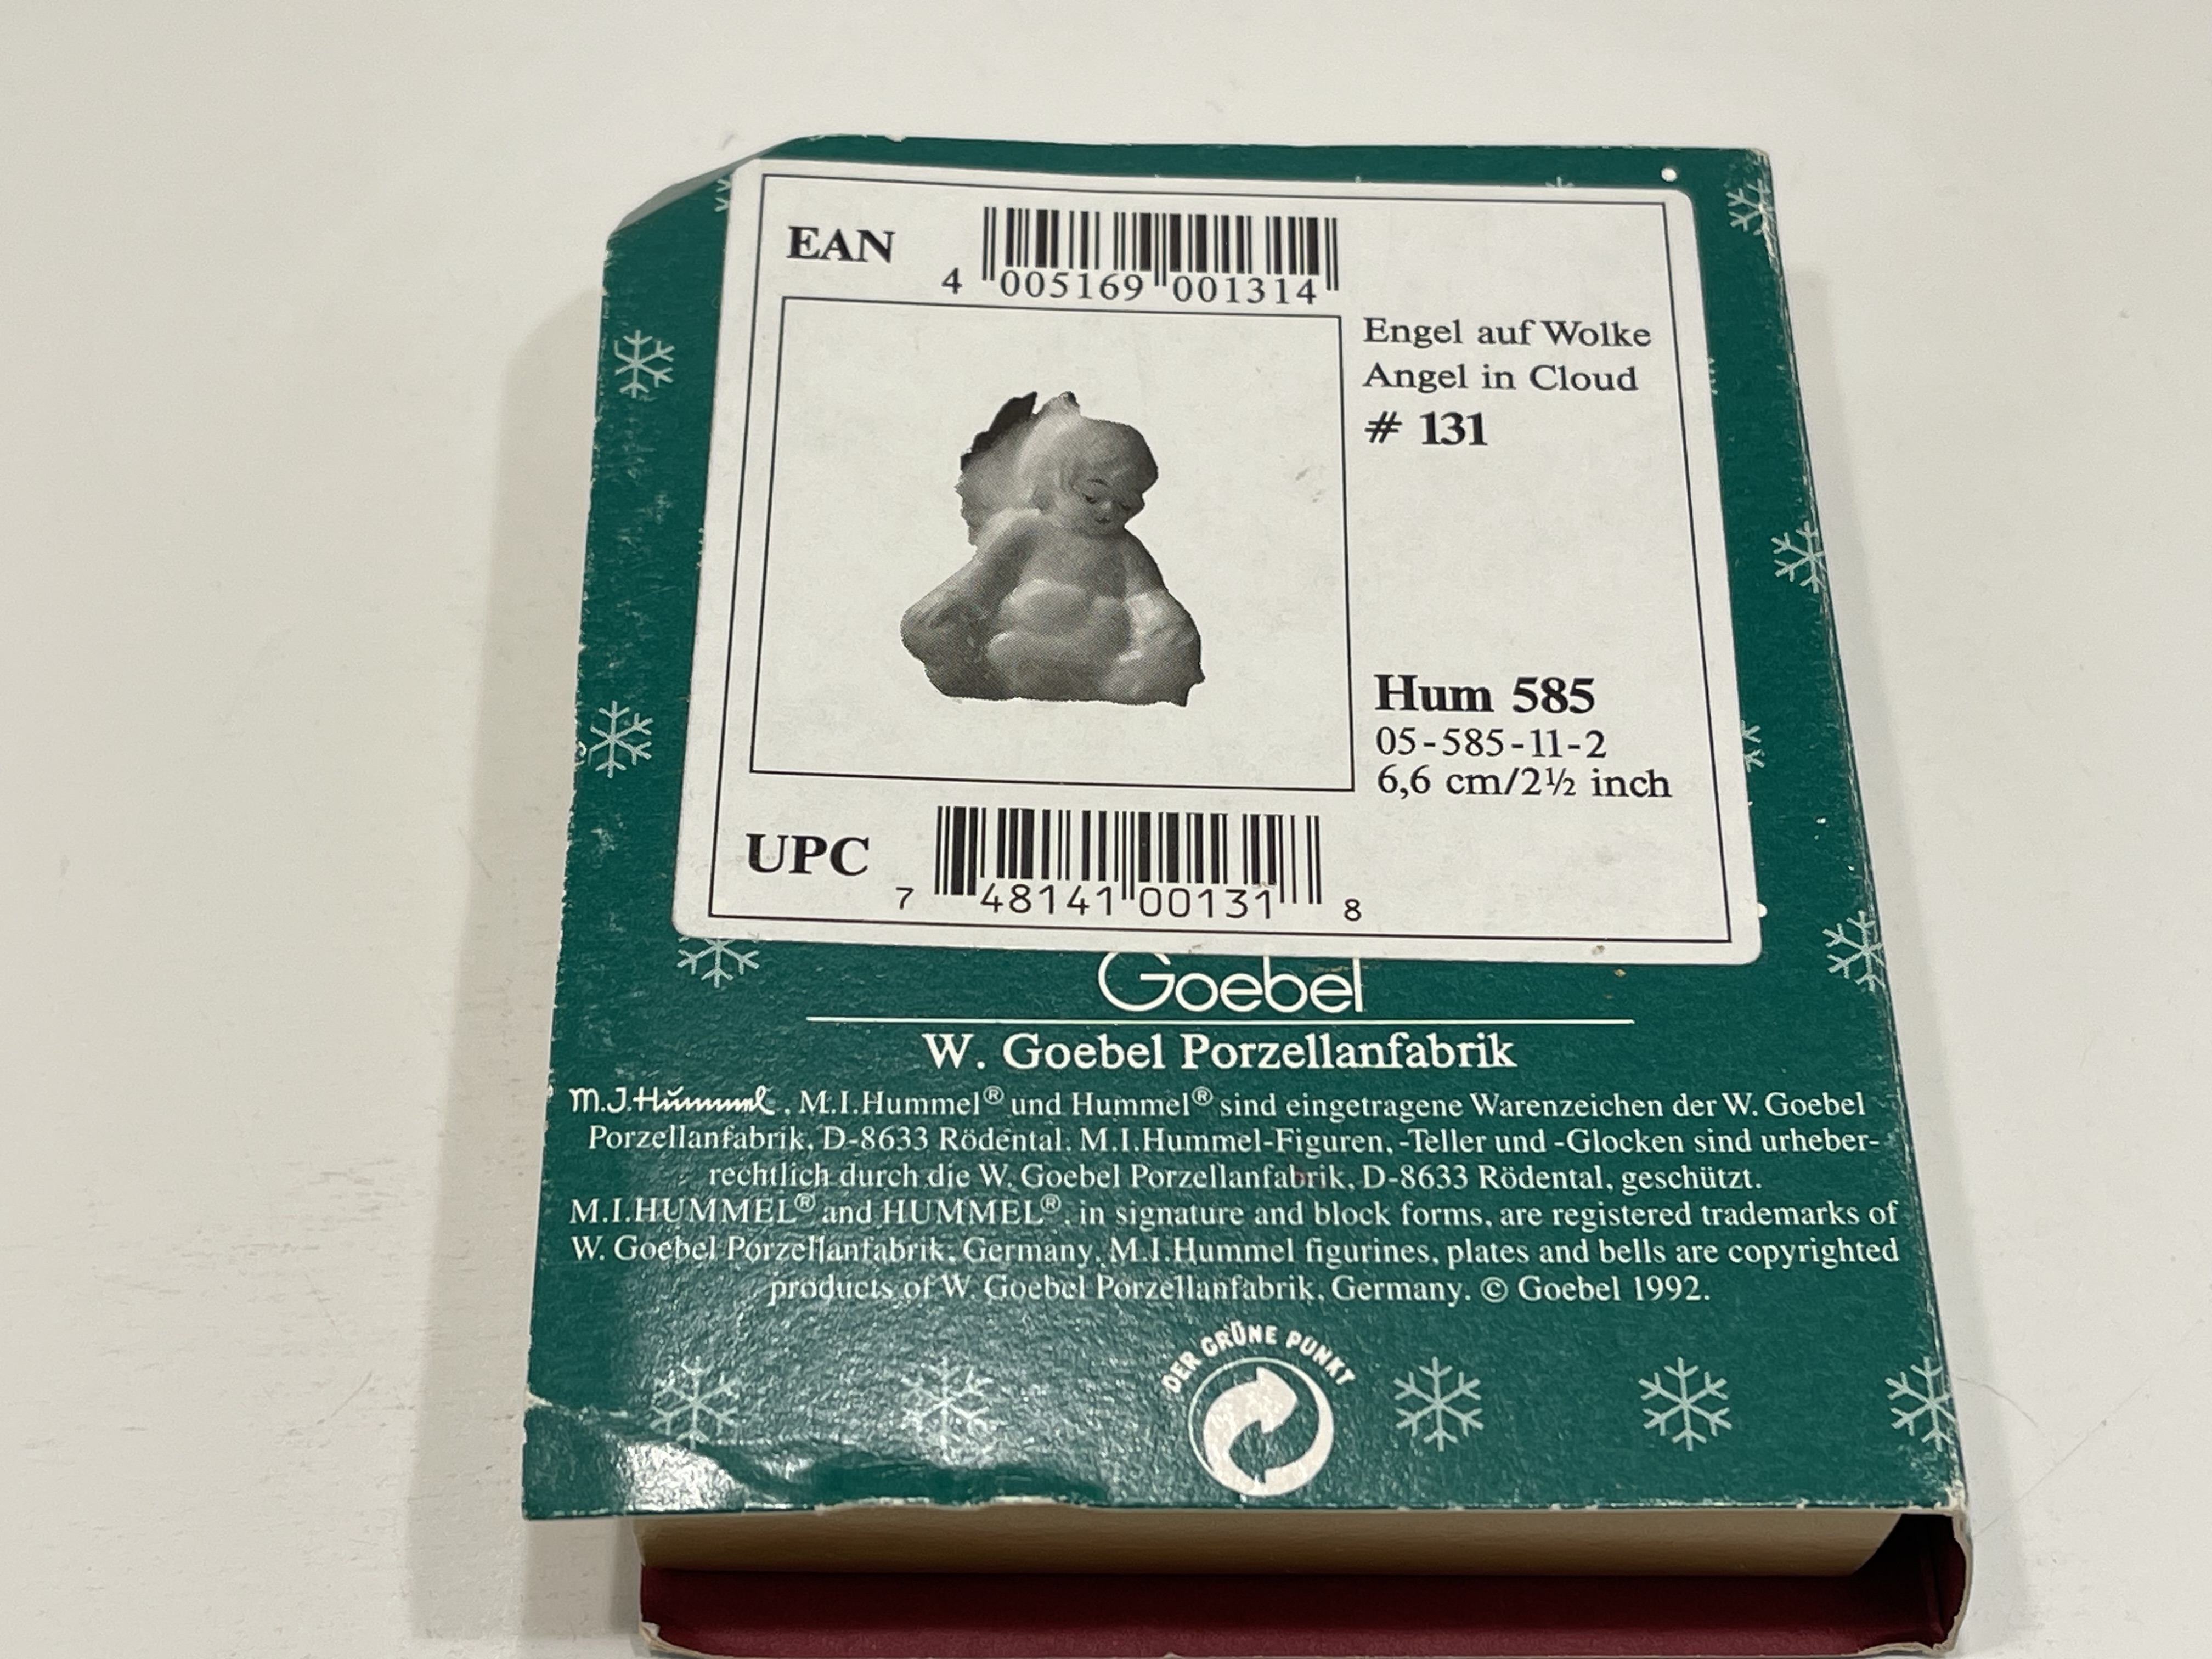 EAN
4 005169 001314
Engel auf Wolke
Angel in Cloud
# 131
Hum 585
05-585-11-2
6,6 cm/2½ inch
UPC
7 48141 00131 8
Goebel
W. Goebel Porzellanfabrik
M.J.Hummel, M.I.Hummel® und Hummel® sind eingetragene Warenzeichen der W. Goebel
Porzellanfabrik, D-8633 Rödental. M.I.Hummel-Figuren, -Teller und -Glocken sind urheber-
rechtlich durch die W. Goebel Porzellanfabrik, D-8633 Rödental, geschützt.
M.I.HUMMEL® and HUMMEL®, in signature and block forms, are registered trademarks of
W. Goebel Porzellanfabrik, Germany. M.I.Hummel figurines, plates and bells are copyrighted
products of W. Goebel Porzellanfabrik, Germany. © Goebel 1992.
DER GRÜNE PUNKT